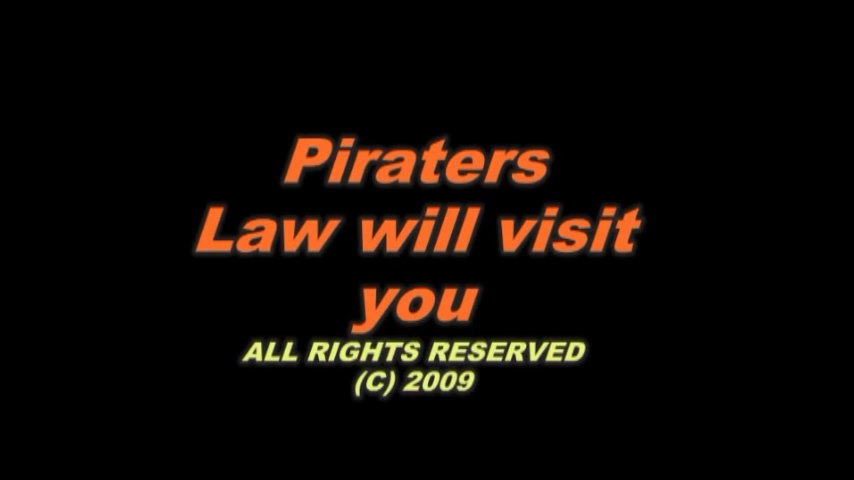 Piraters
Law will visit
you
ALL RIGHTS RESERVED
(C) 2009